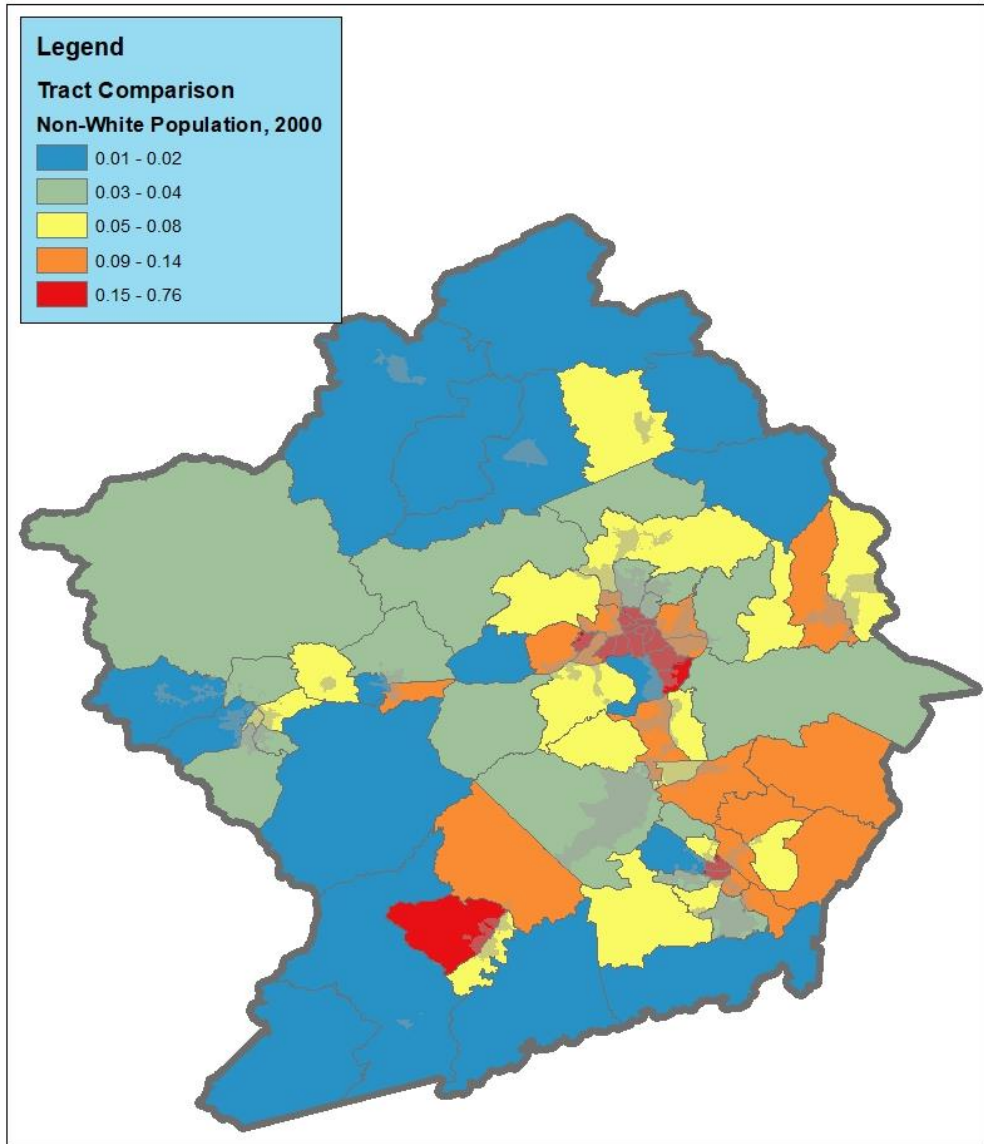 Legend
Tract Comparison
Non-White Population, 2000
0.01 - 0.02
0.03 - 0.04
0.05 - 0.08
0.09 - 0.14
0.15 - 0.76